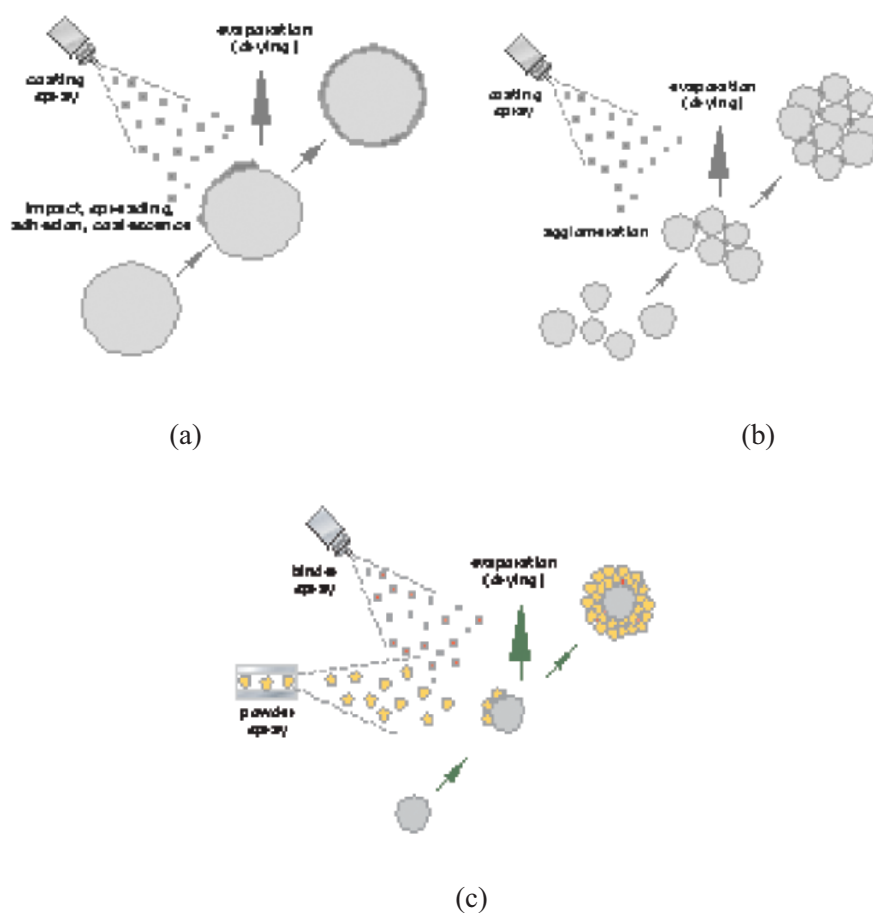 evaporation
(drying)
coating
spray
impact, spreading,
adhesion, coalescence
(a)
evaporation
(drying)
coating
spray
agglomeration
(b)
binder
spray
evaporation
(drying)
powder
spray
(c)